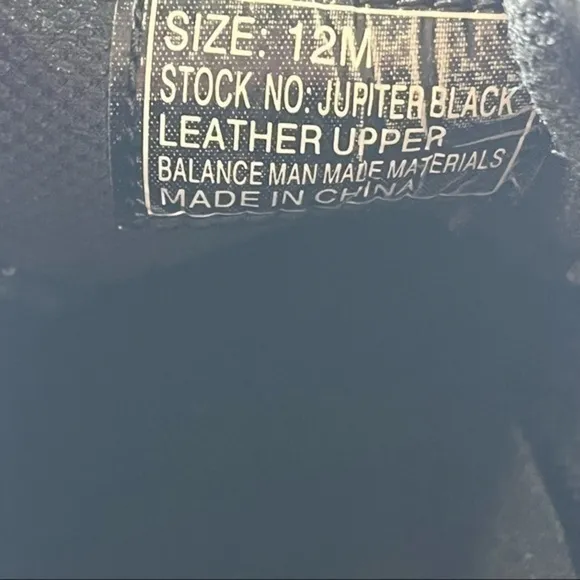 SIZE: 12M
STOCK NO: JUPITER BLACK
LEATHER UPPER
BALANCE MAN MADE MATERIALS
MADE IN CHINA